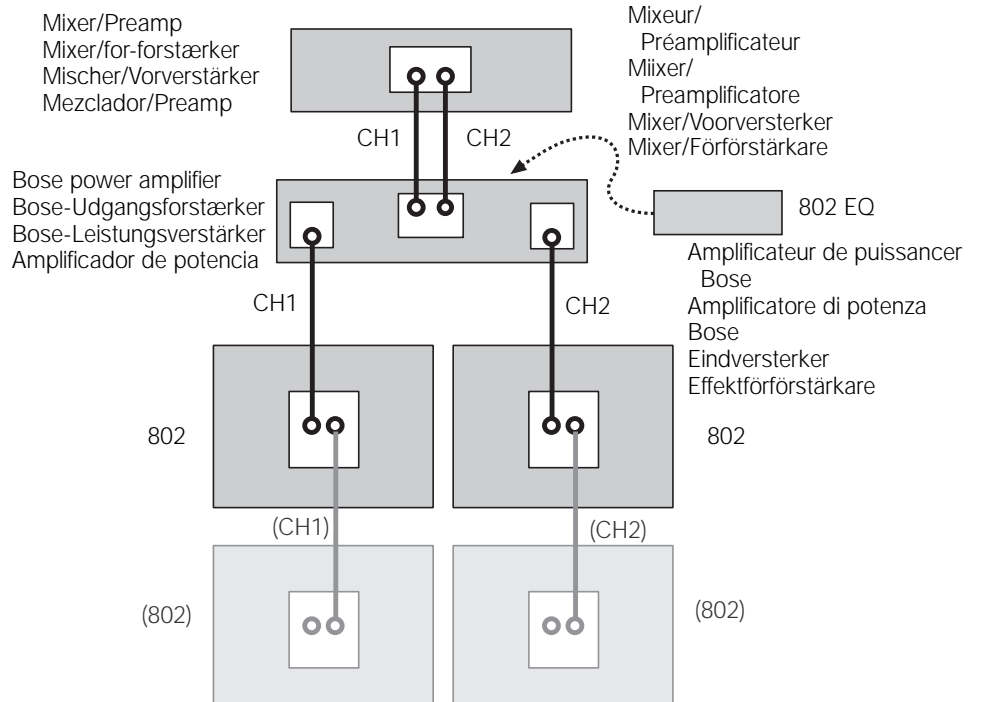 Mixer/Preamp
Mixer/for-forstærker
Mischer/Vorverstärker
Mezclador/Preamp
Mixeur/
Préamplificateur
Miixer/
Preamplificatore
Mixer/Voorversterker
Mixer/Förförstärkare
CH1
CH2
Bose power amplifier
Bose-Udgangsforstærker
Bose-Leistungsverstärker
Amplificador de potencia
802 EQ
Amplificateur de puissancer
Bose
Amplificatore di potenza
Bose
Eindversterker
Effektförförstärkare
CH1
CH2
802
802
(CH1)
(CH2)
(802)
(802)